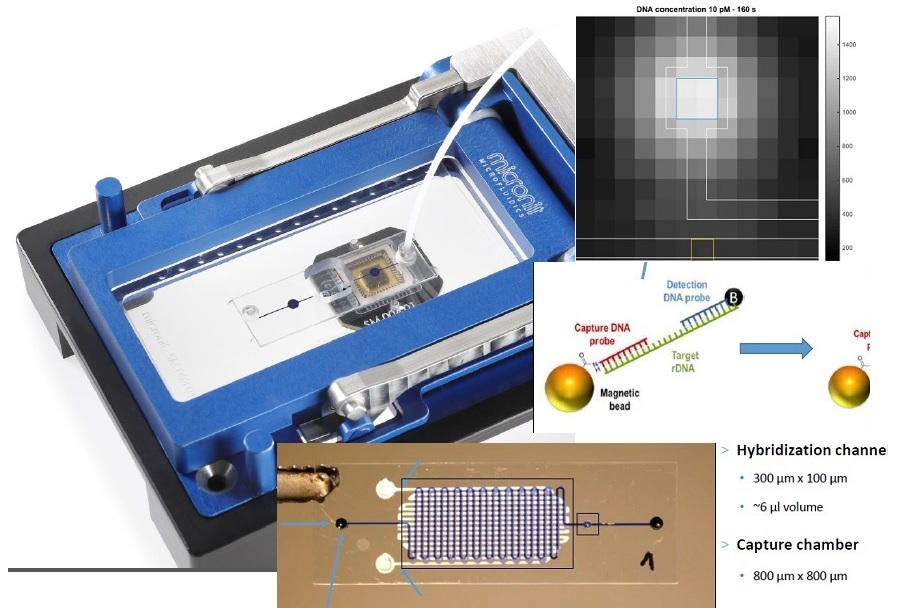 DNA concentration 10 pM - 160 s
1400
1200
1000
800
600
400
200
micronit
MICROFLUIDICS
Detection
DNA probe
B
Capture DNA
probe
Target
rDNA
Magnetic
bead
Capt
> Hybridization channe
• 300 µm x 100 µm
• ~6 µl volume
> Capture chamber
• 800 µm x 800 µm